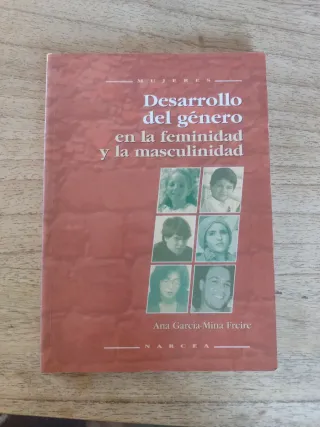 MUJERES
Desarrollo
del género
en la feminidad
y la masculinidad
Ana García-Mina Freire
NARCEA